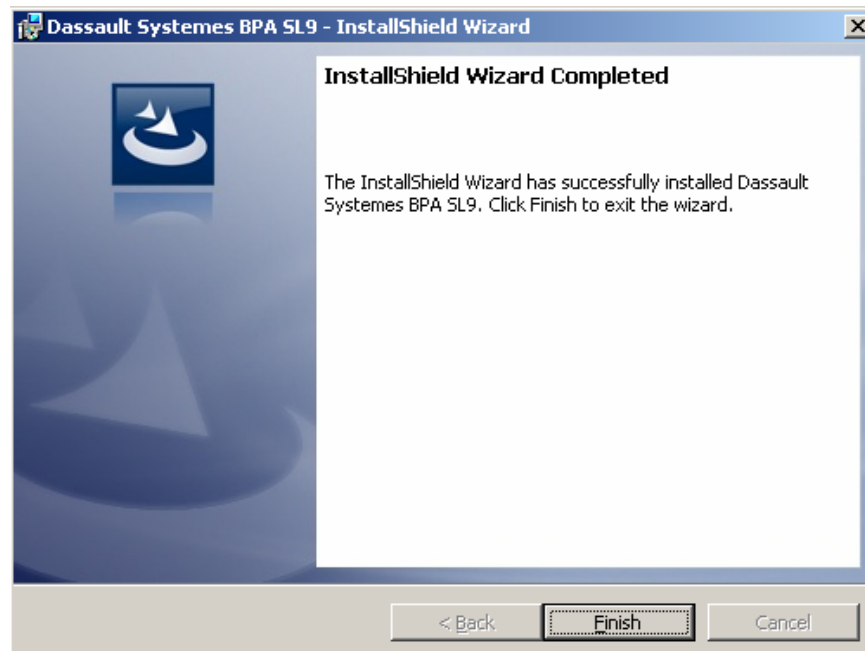 Dassault Systemes BPA SL9 - InstallShield Wizard
InstallShield Wizard Completed
The InstallShield Wizard has successfully installed Dassault
Systemes BPA SL9. Click Finish to exit the wizard.
< Back
Finish
Cancel